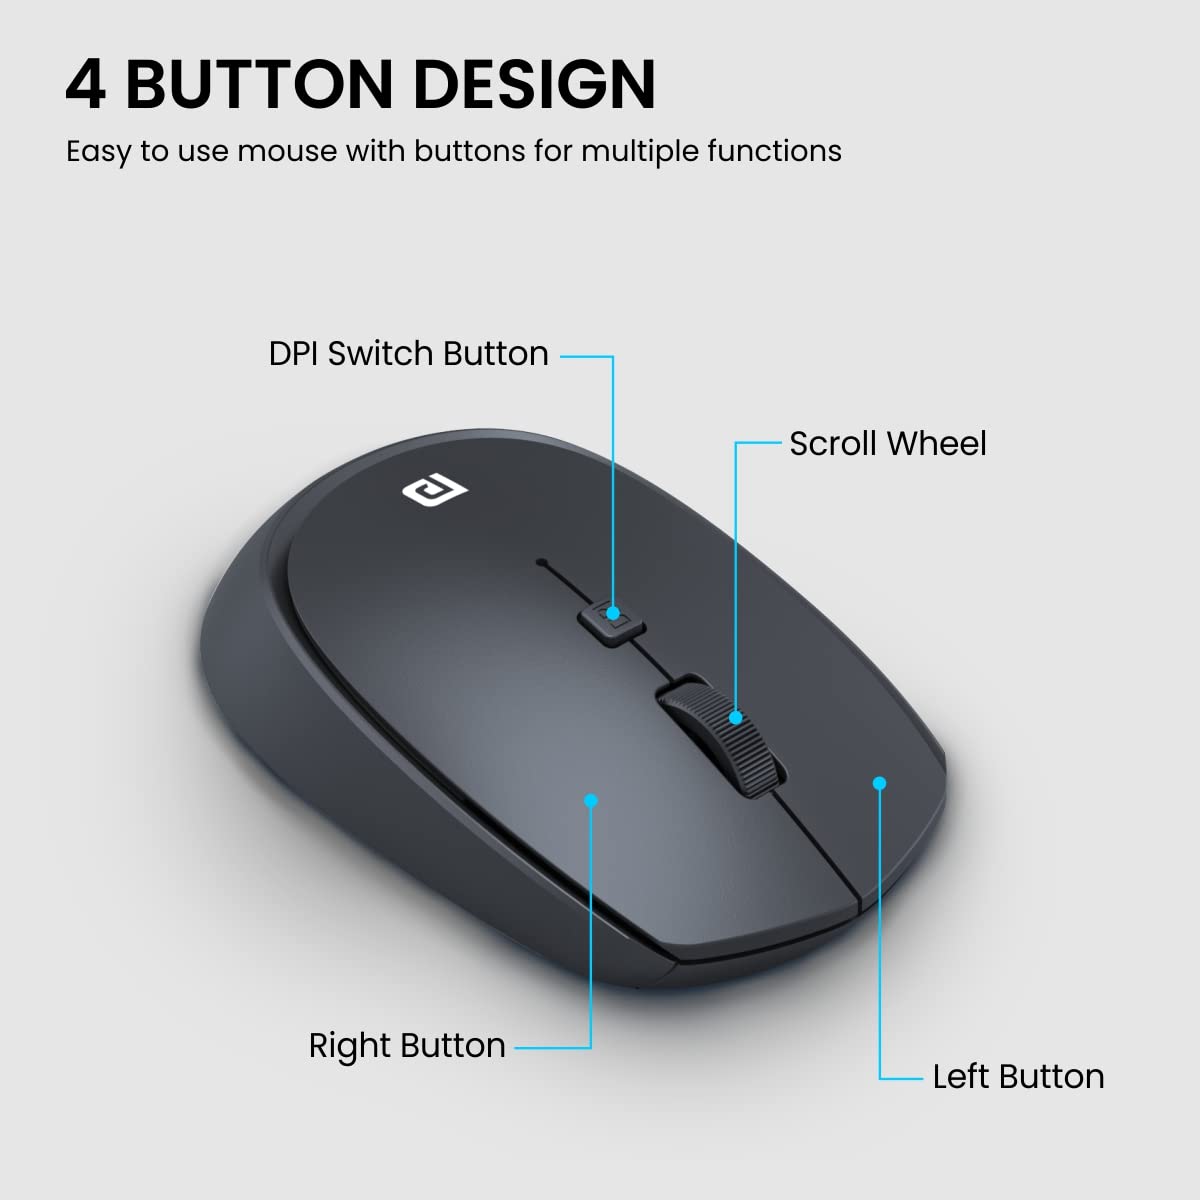 4 BUTTON DESIGN
Easy to use mouse with buttons for multiple functions
DPI Switch Button
Scroll Wheel
Right Button
Left Button